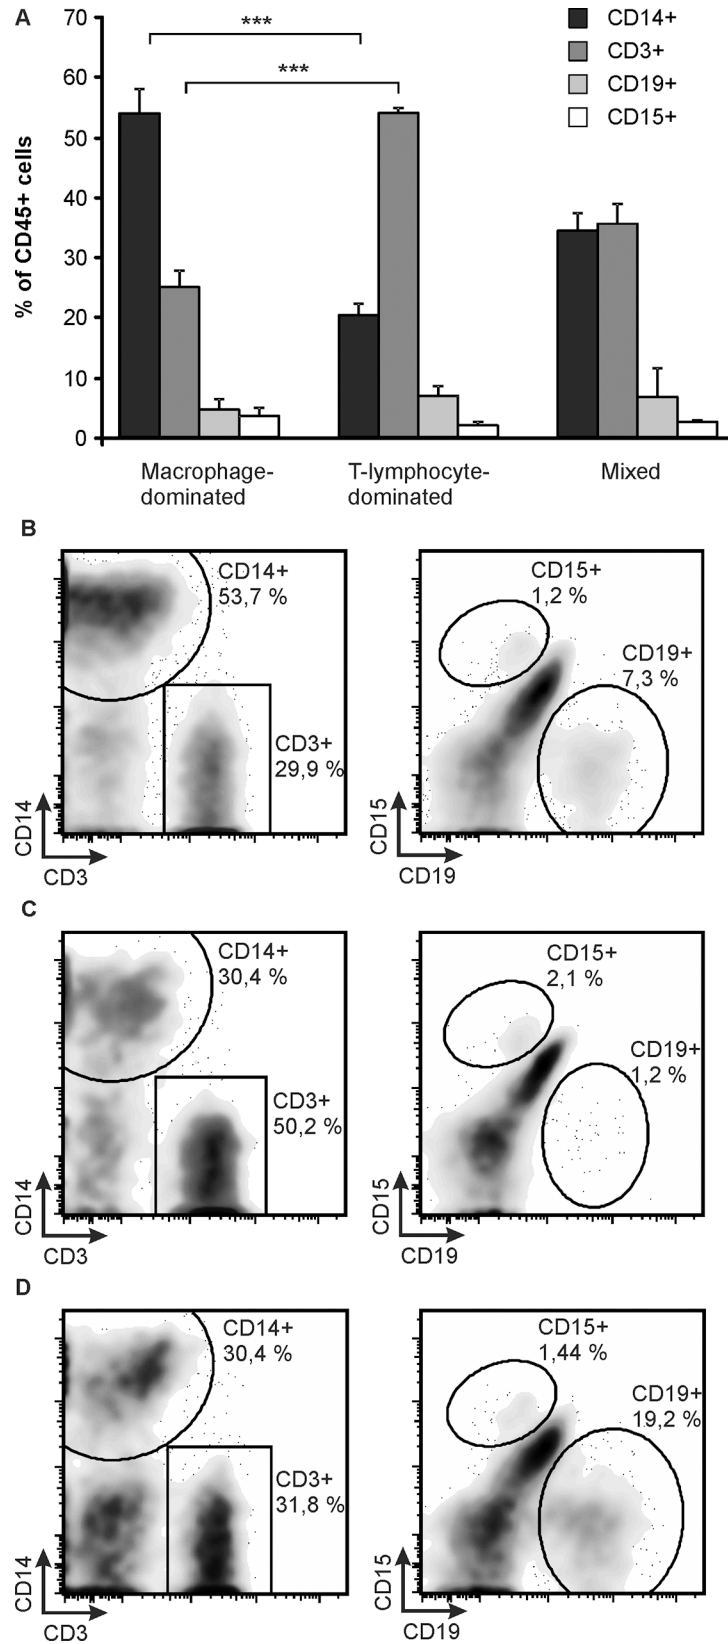 A
70
60
50
40
30
20
10
0
% of CD45+ cells
***
***
CD14+
CD3+
CD19+
CD15+
Macrophage-
dominated
T-lymphocyte-
dominated
Mixed
B
CD14+
53,7 %
CD3+
29,9 %
CD14
CD3
CD15+
1,2 %
CD19+
7,3 %
CD15
CD19
C
CD14+
30,4 %
CD3+
50,2 %
CD14
CD3
CD15+
2,1 %
CD19+
1,2 %
CD15
CD19
D
CD14+
30,4 %
CD3+
31,8 %
CD14
CD3
CD15+
1,44 %
CD19+
19,2 %
CD15
CD19